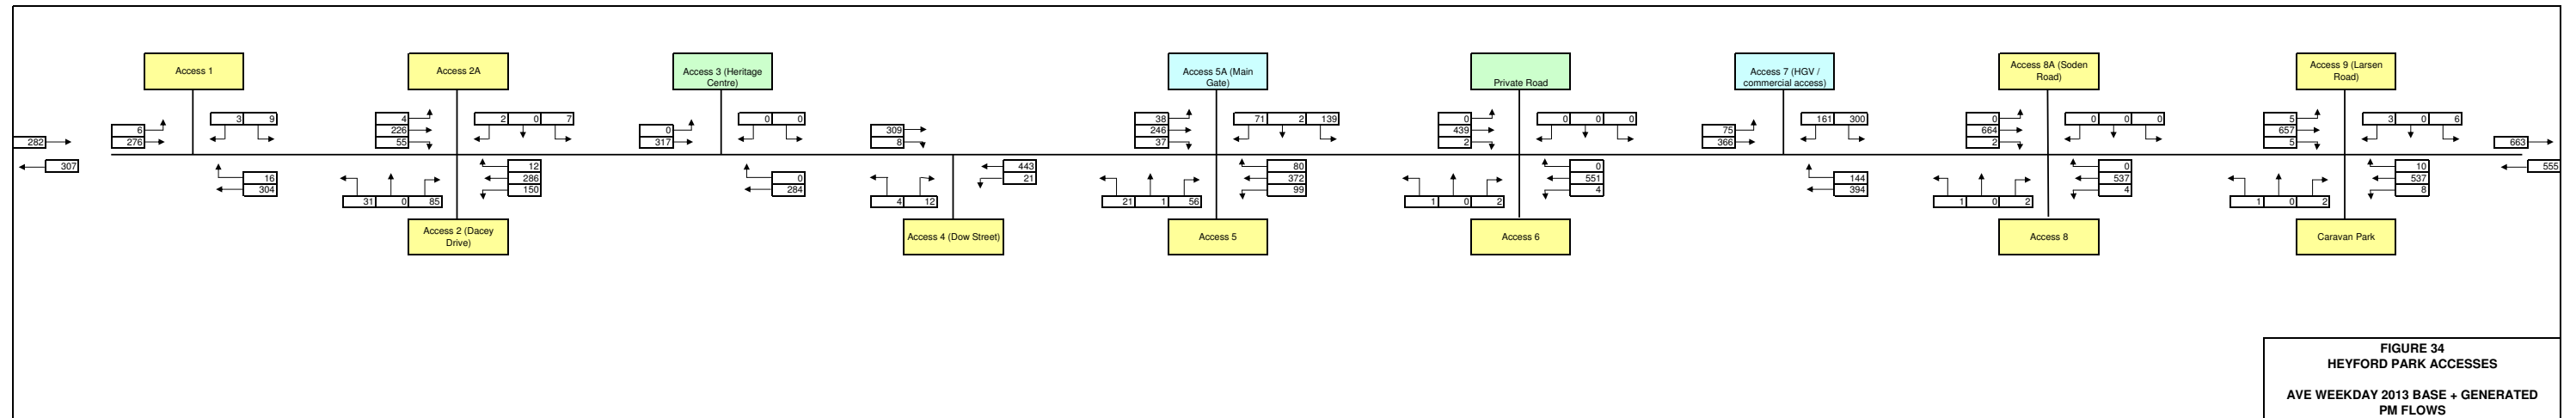 Access 1
Access 2A
Access 3 (Heritage
Centre)
Access 5A (Main
Gate)
Private Road
Access 7 (HGV /
commercial access)
Access 8A (Soden
Road)
Access 9 (Larsen
Road)
282
307
6
276
3 9
16
304
4
226
55
2 0 7
12
286
150
31 0 85
0
317
0 0
0
284
309
8
443
21
4 12
38
246
37
71 2 139
80
372
99
21 1 56
0
439
2
0 0 0
0
551
4
1 0 2
75
366
161 300
144
394
0
664
2
0 0 0
0
537
4
1 0 2
5
657
5
3 0 6
10
537
8
1 0 2
663
555
Access 2 (Dacey
Drive)
Access 4 (Dow Street)
Access 5
Access 6
Access 8
Caravan Park
FIGURE 34
HEYFORD PARK ACCESSES
AVE WEEKDAY 2013 BASE + GENERATED
PM FLOWS